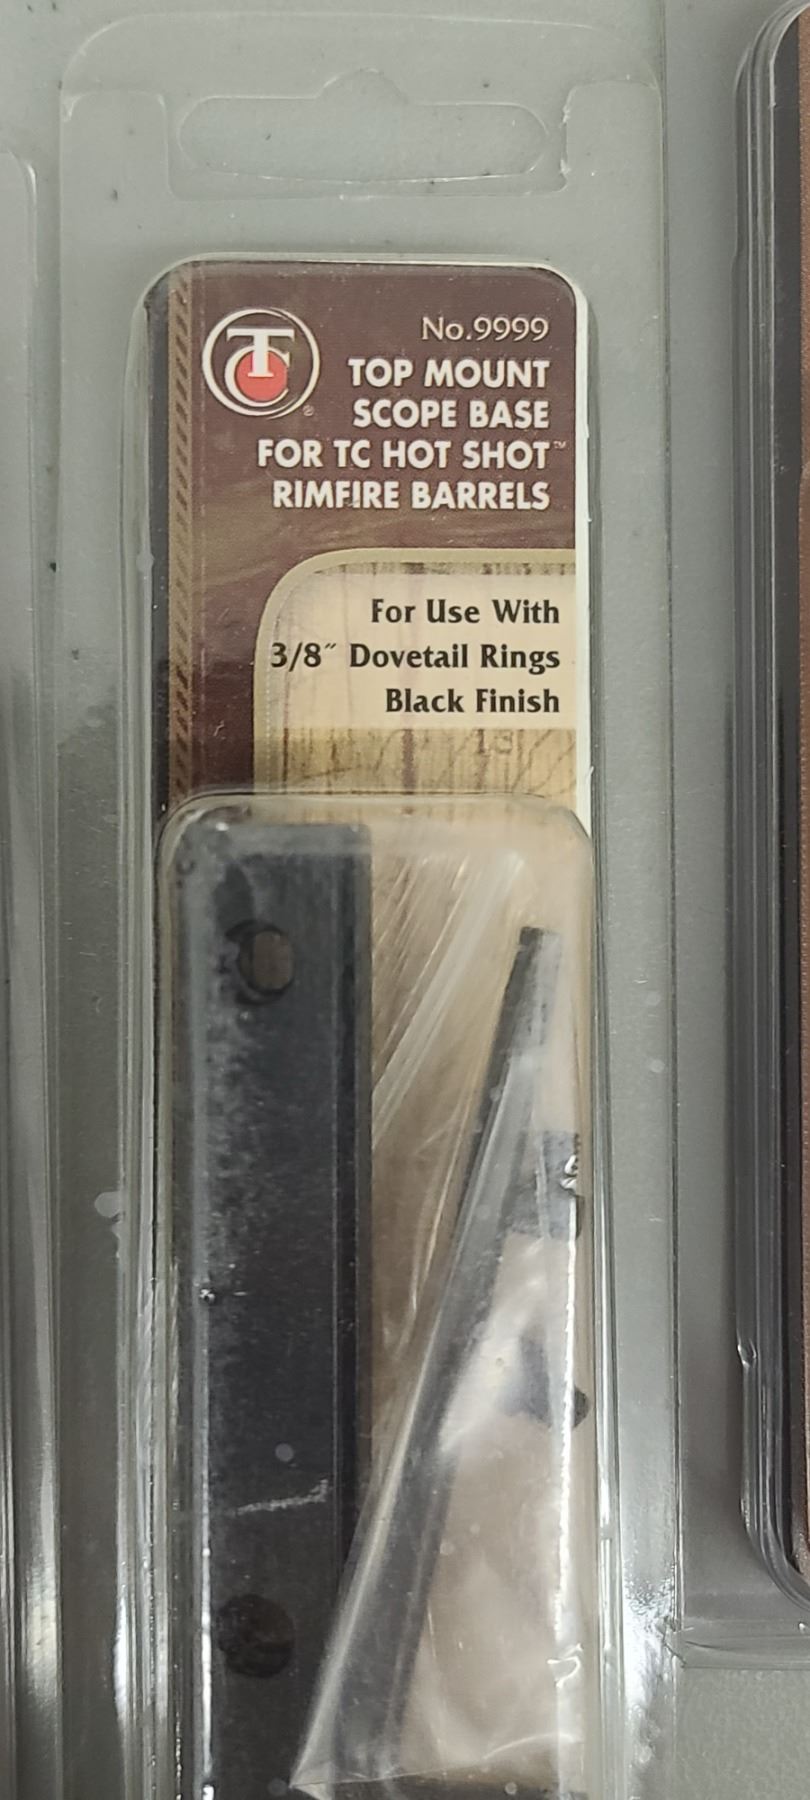 TC®
No.9999
TOP MOUNT
SCOPE BASE
FOR TC HOT SHOT™
RIMFIRE BARRELS
For Use With
3/8″ Dovetail Rings
Black Finish